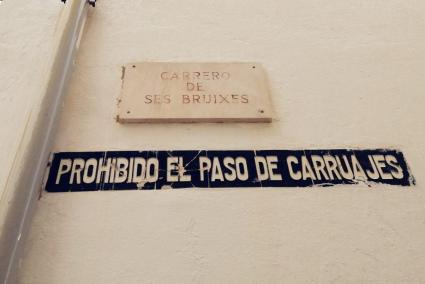 CARRERO
DE
SES BRUIXES
PROHIBIDO EL PASO DE CARRUAJES